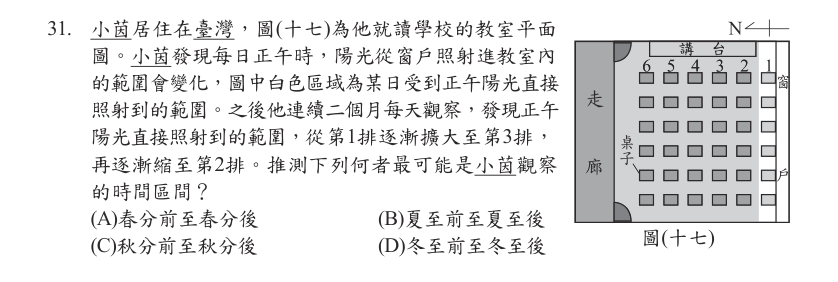 31. 小茵居住在臺灣，圖(十七)為他就讀學校的教室平面
圖。小茵發現每日正午時，陽光從窗戶照射進教室內
的範圍會變化，圖中白色區域為某日受到正午陽光直接
照射到的範圍。之後他連續二個月每天觀察，發現正午
陽光直接照射到的範圍，從第1排逐漸擴大至第3排，
再逐漸縮至第2排。推測下列何者最可能是小茵觀察
的時間區間？
(A)春分前至春分後 (B)夏至前至夏至後
(C)秋分前至秋分後 (D)冬至前至冬至後
N
講台
6 5 4 3 2 1
窗戶
走廊
桌子
圖(十七)